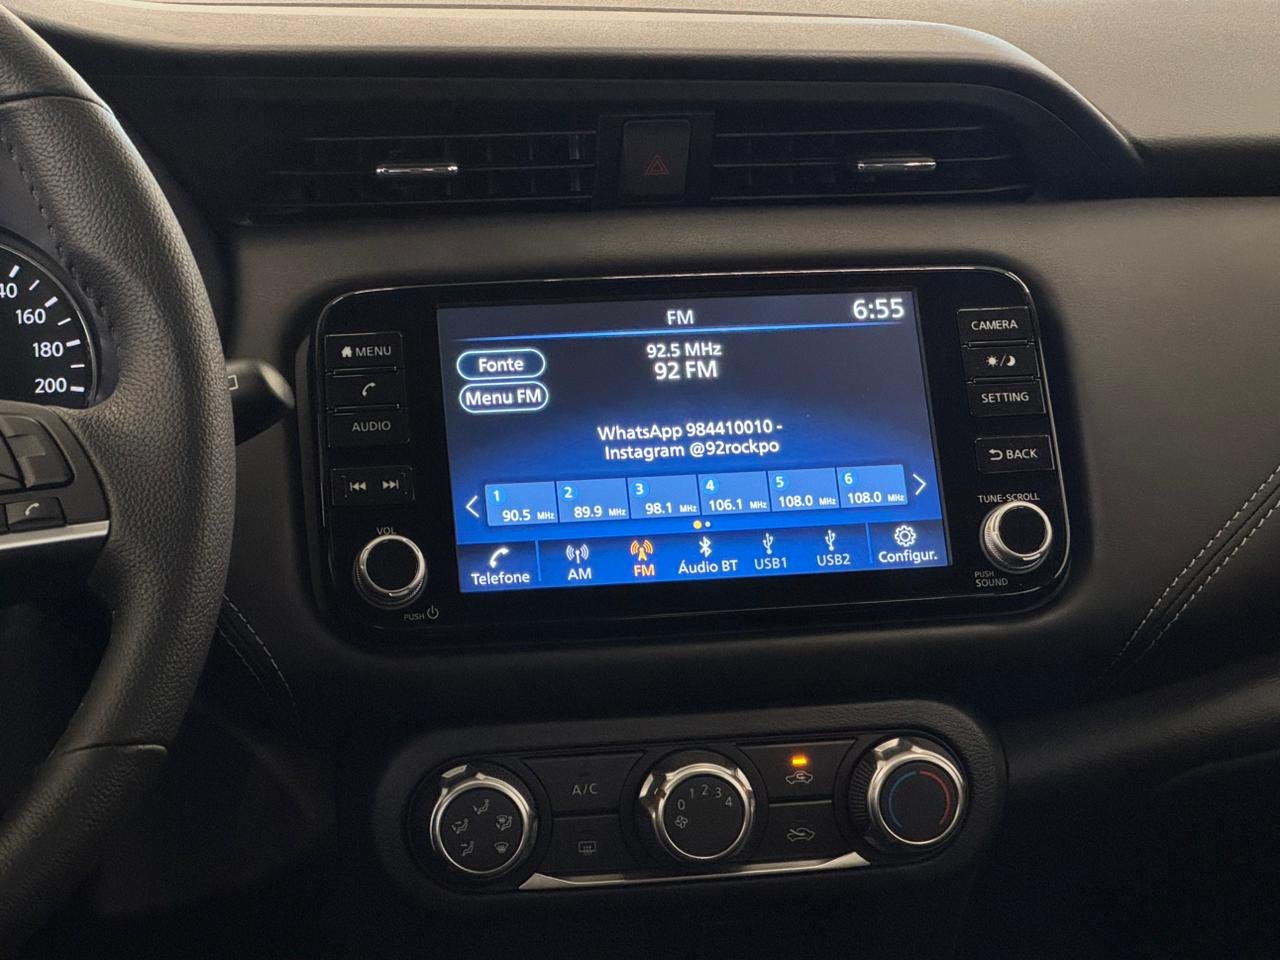 40
160
180
200
MENU
AUDIO
VOL
PUSH
FM
6:55
Fonte
92.5 MHz
92 FM
Menu FM
WhatsApp 984410010 -
Instagram @92rockpo
1 90.5 MHz
2 89.9 MHz
3 98.1 MHz
4 106.1 MHz
5 108.0 MHz
6 108.0 MHz
Telefone
AM
FM
Áudio BT
USB1
USB2
Configur.
CAMERA
SETTING
BACK
TUNE•SCROLL
PUSH
SOUND
A/C
0 1 2 3 4